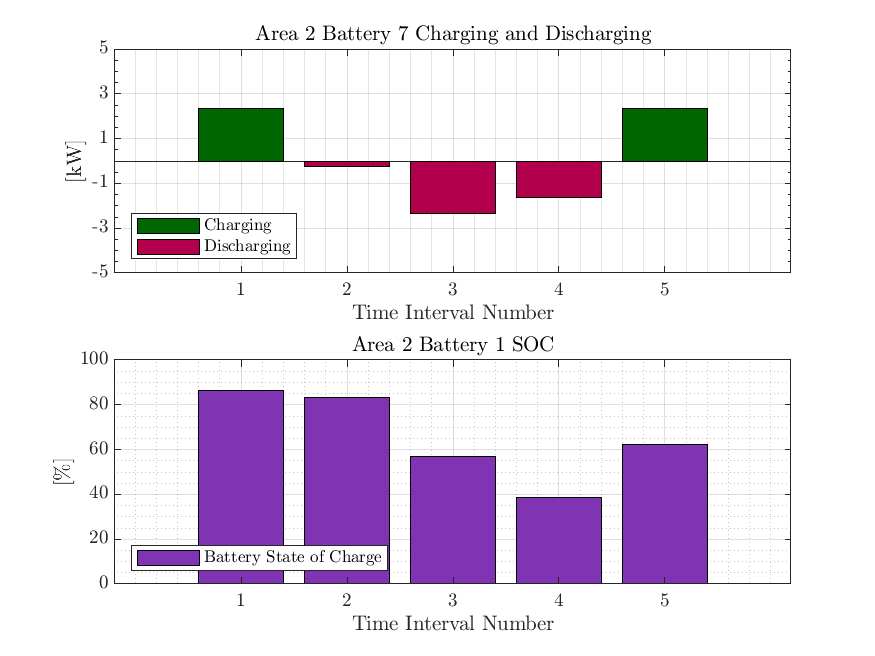 Area 2 Battery 7 Charging and Discharging
5
3
1
-1
-3
-5
[kW]
Charging
Discharging
1 2 3 4 5
Time Interval Number
Area 2 Battery 1 SOC
100
80
60
40
20
0
[%]
Battery State of Charge
1 2 3 4 5
Time Interval Number